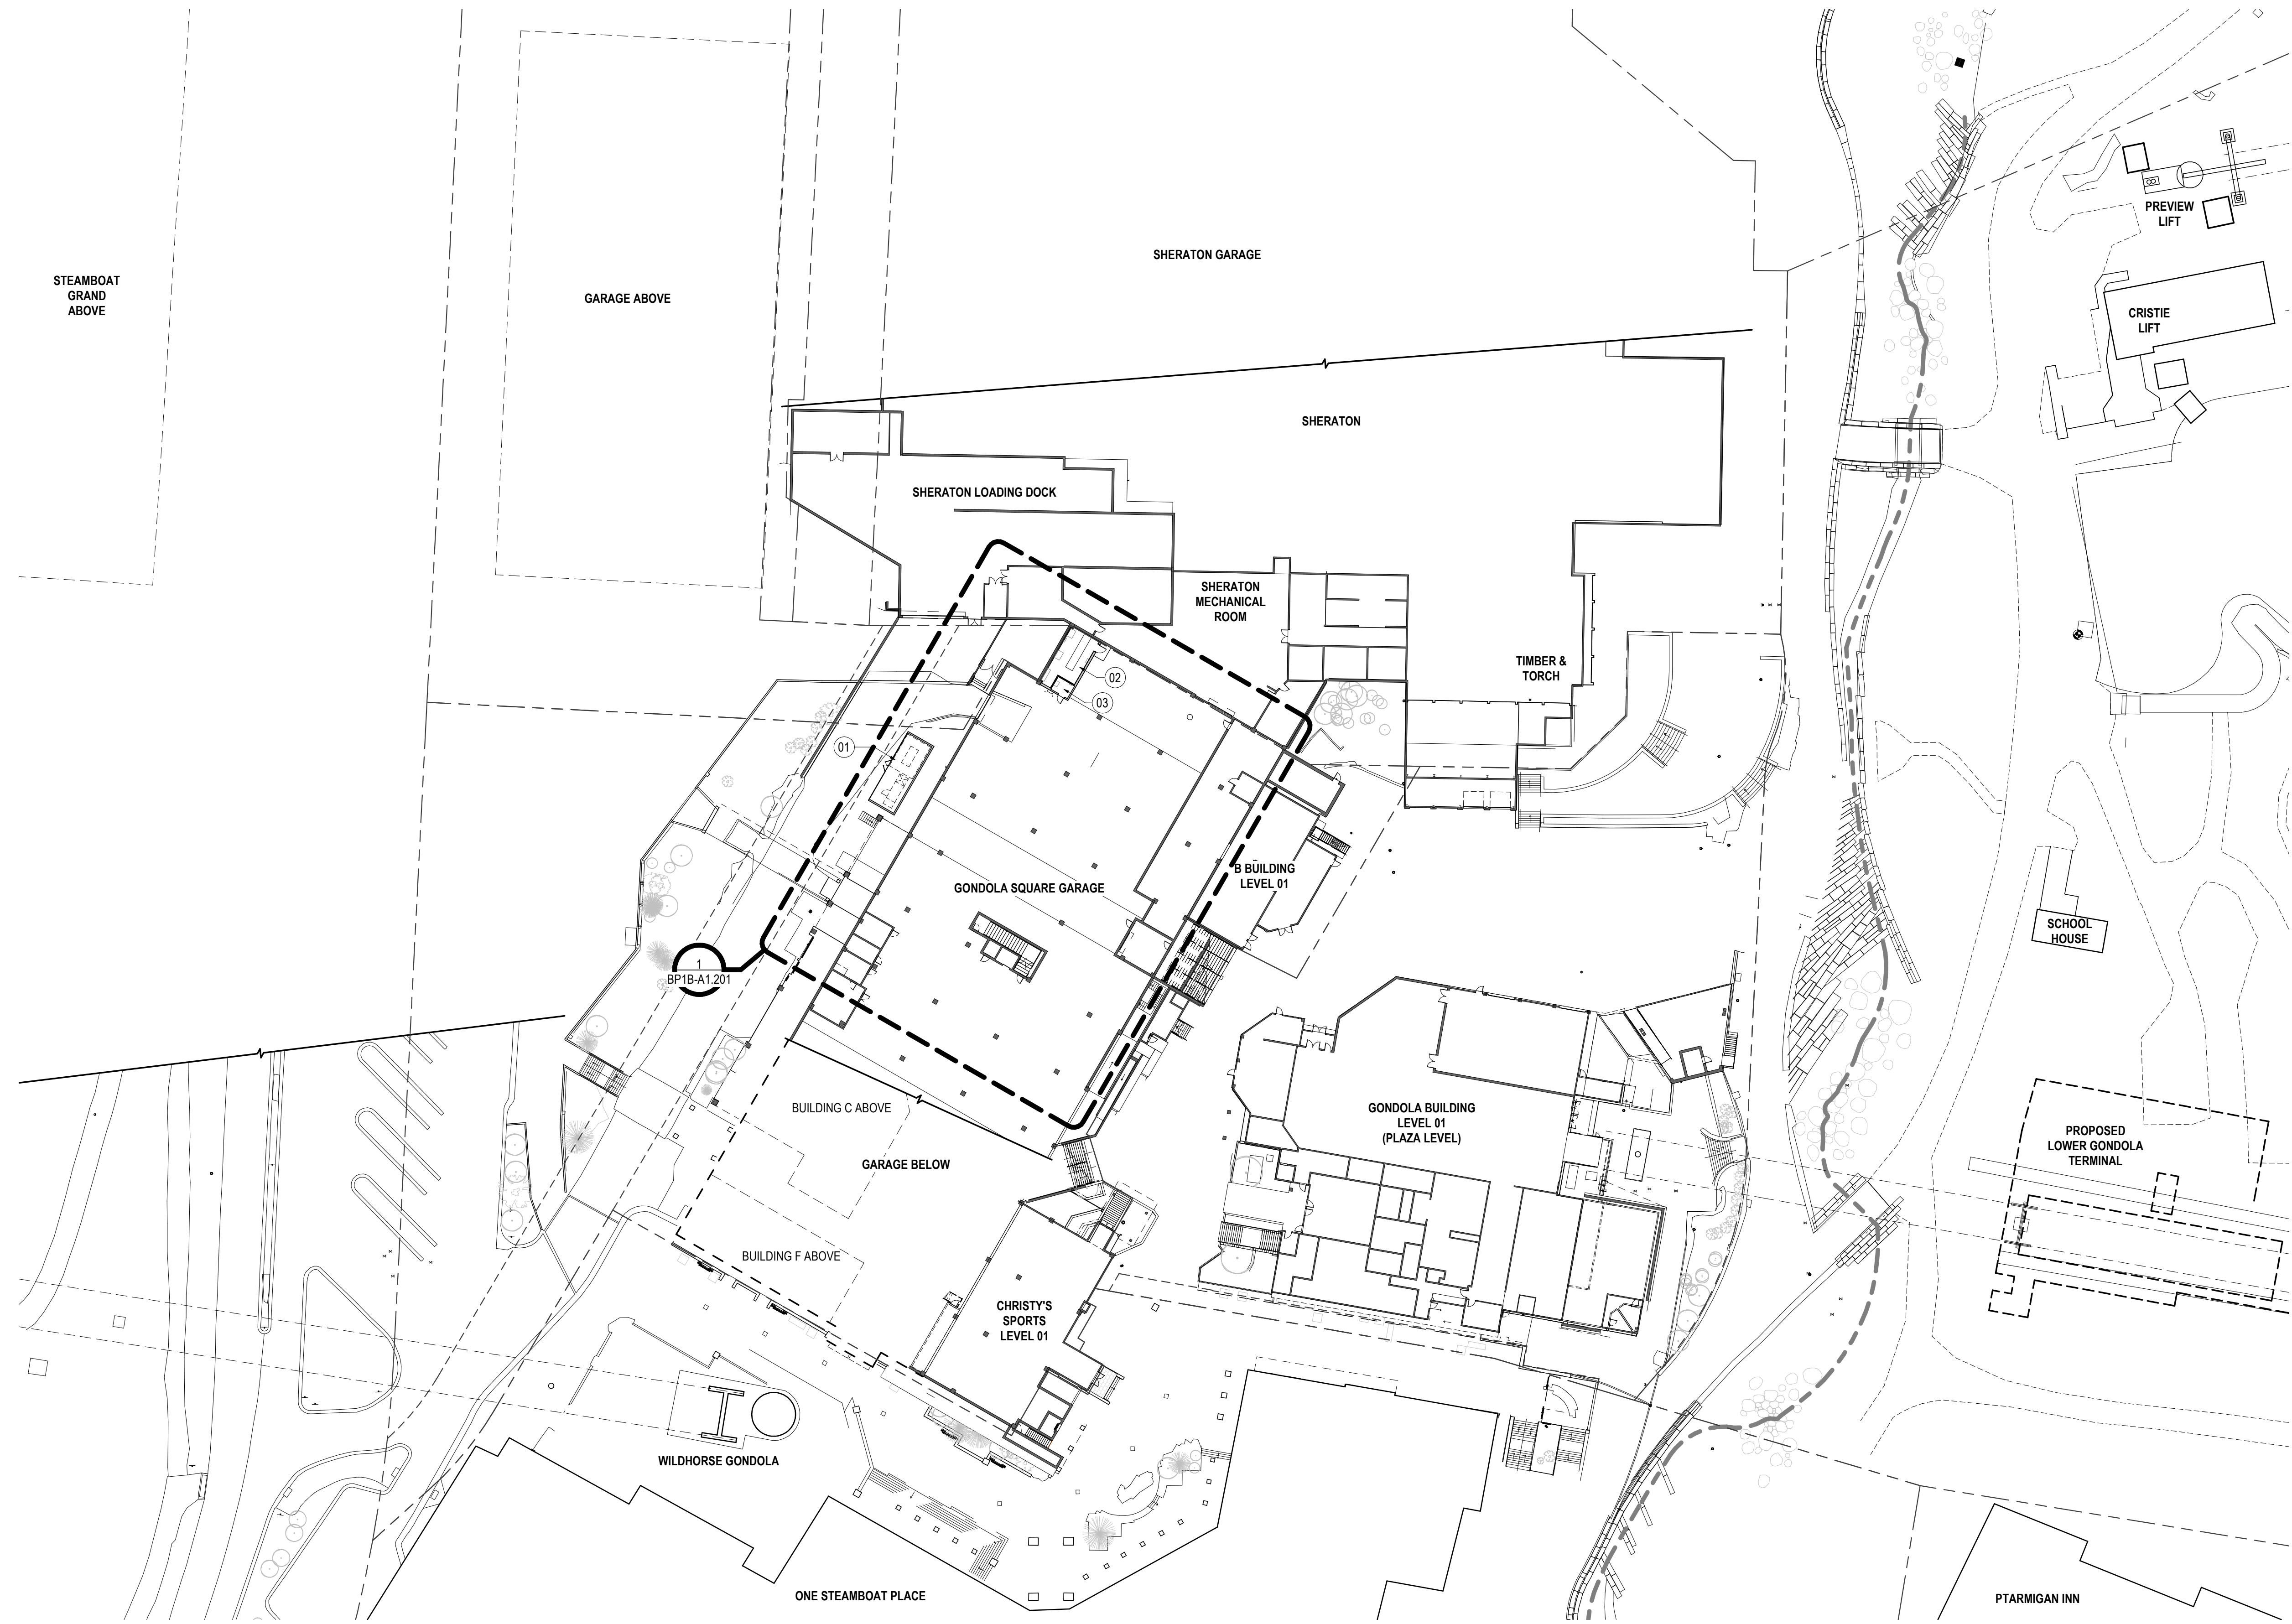 PREVIEW
LIFT
SHERATON GARAGE
STEAMBOAT
GRAND
ABOVE
GARAGE ABOVE
CRISTIE
LIFT
SHERATON
SHERATON LOADING DOCK
SHERATON
MECHANICAL
ROOM
TIMBER &
TORCH
02
03
01
B BUILDING
LEVEL 01
GONDOLA SQUARE GARAGE
SCHOOL
HOUSE
1
BP1B-A1.201
BUILDING C ABOVE
GONDOLA BUILDING
LEVEL 01
(PLAZA LEVEL)
PROPOSED
LOWER GONDOLA
TERMINAL
GARAGE BELOW
BUILDING F ABOVE
CHRISTY'S
SPORTS
LEVEL 01
WILDHORSE GONDOLA
ONE STEAMBOAT PLACE
PTARMIGAN INN